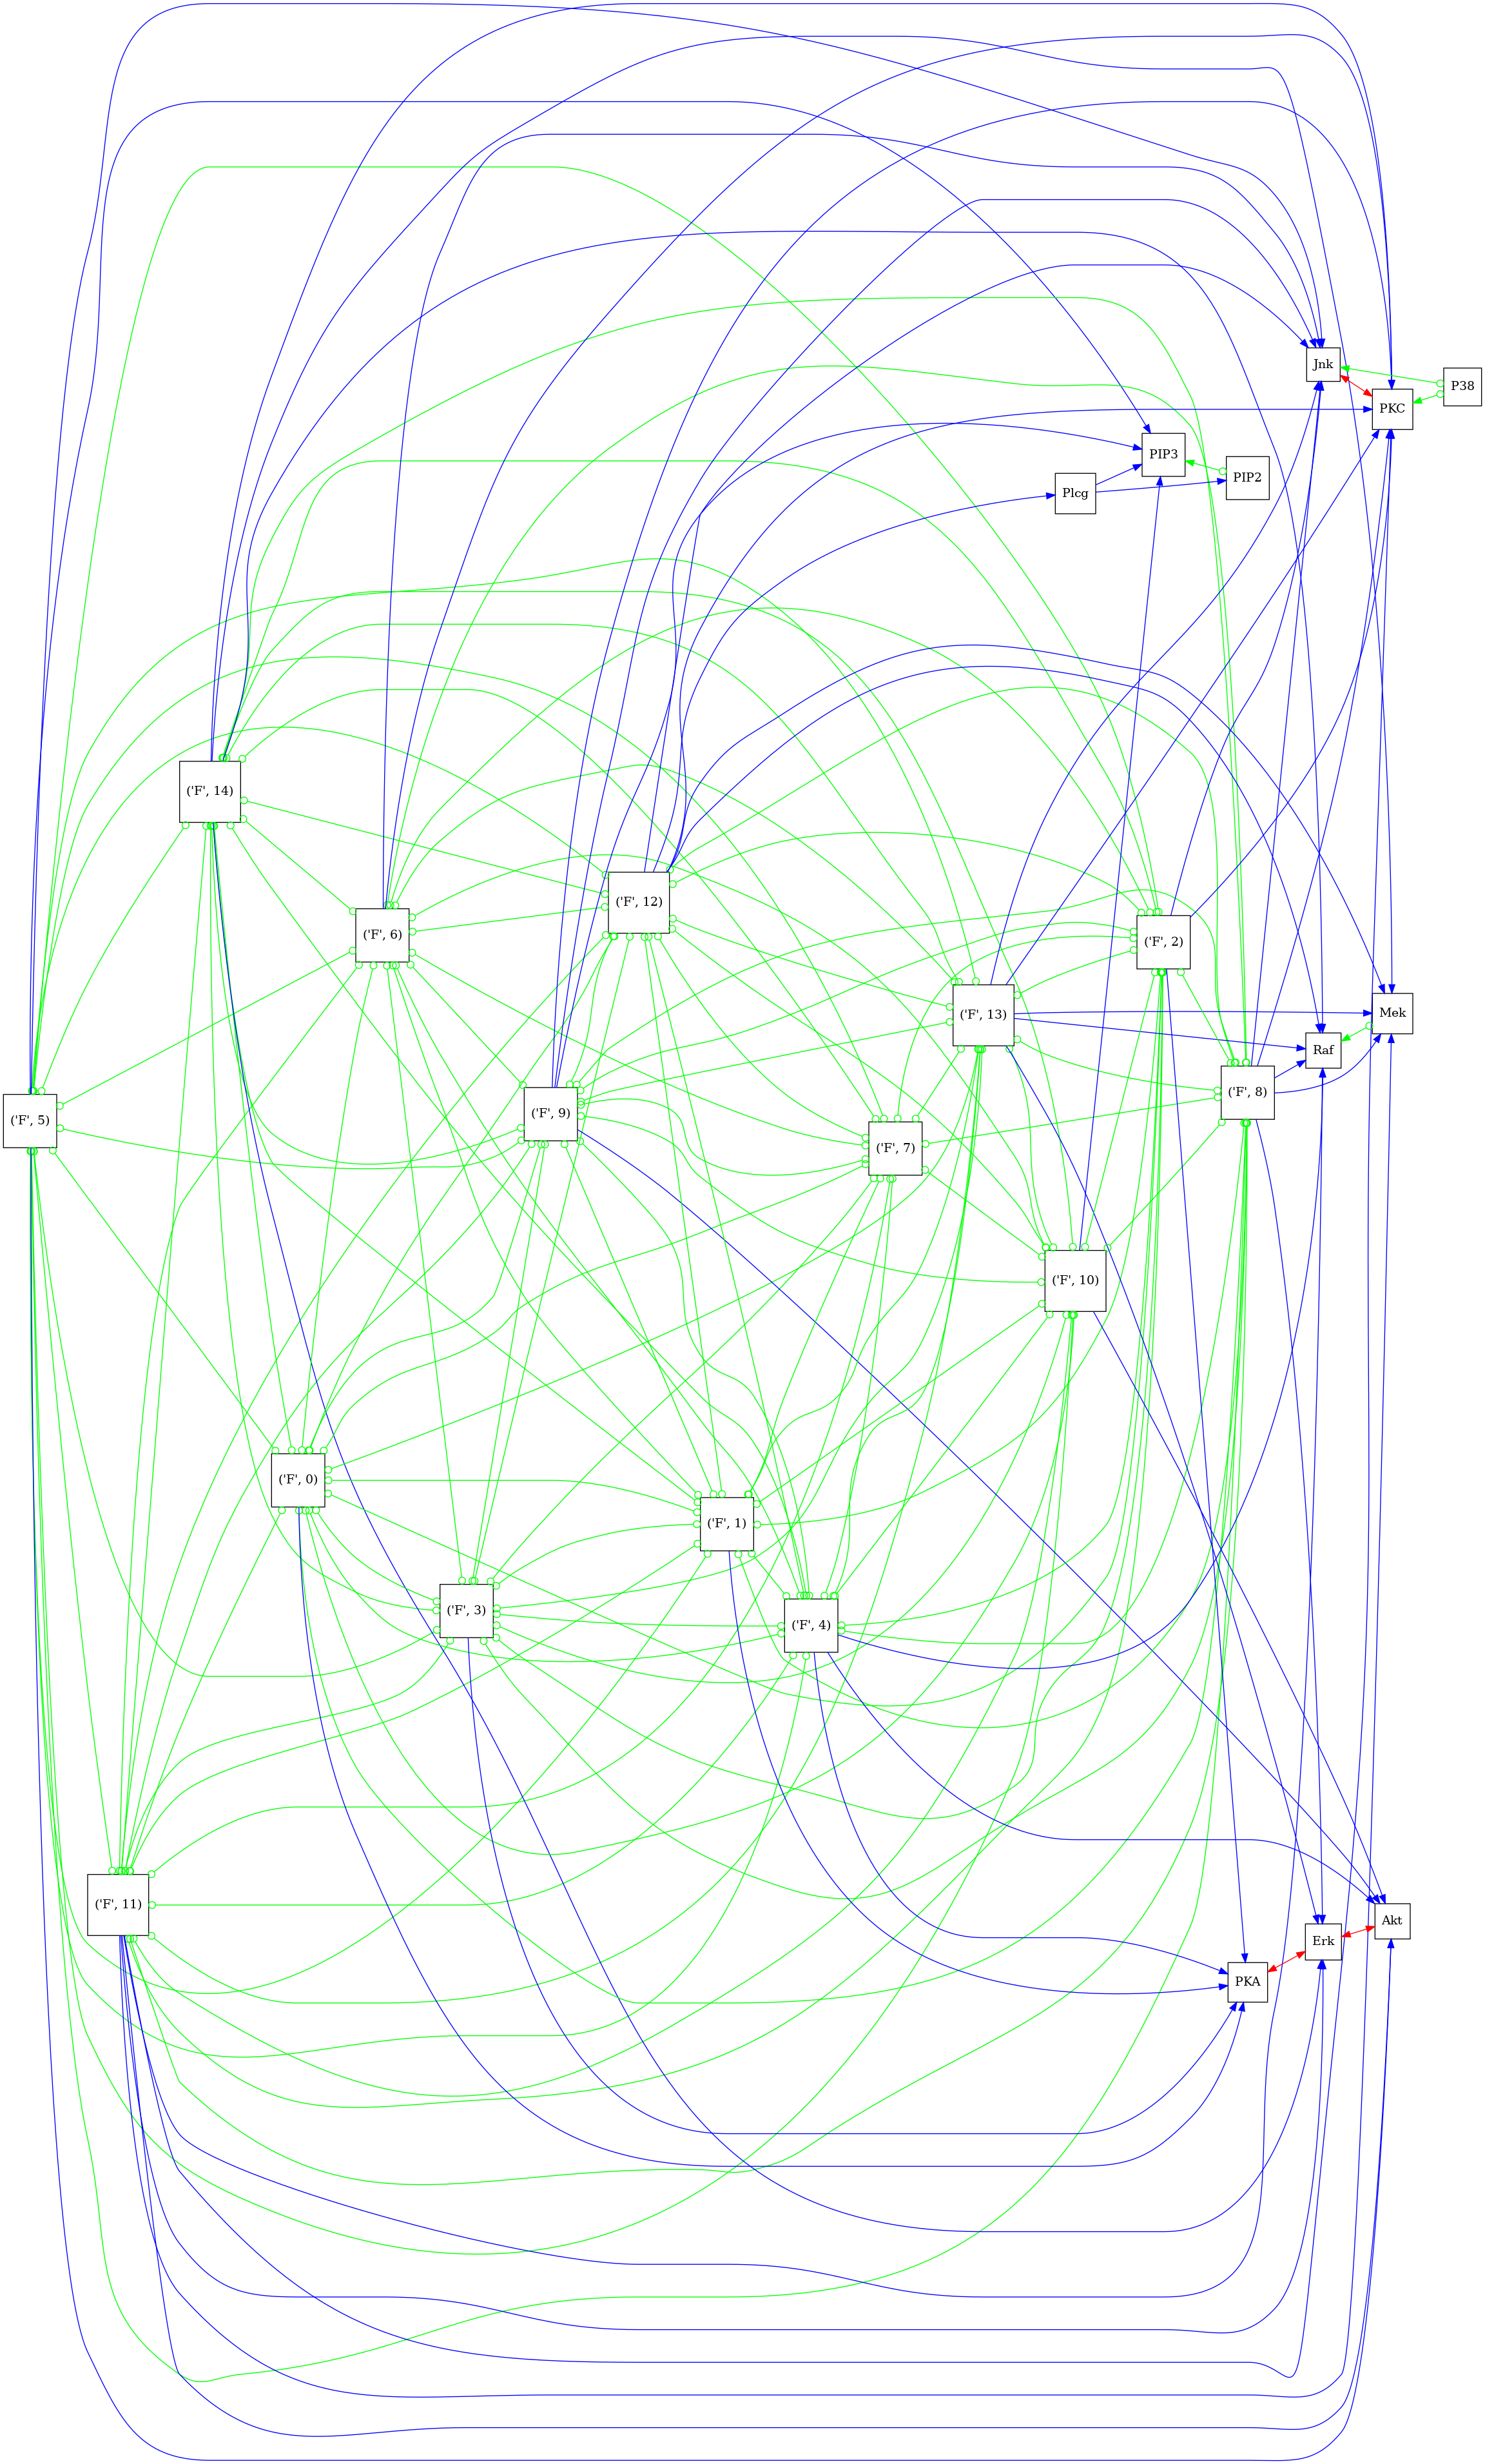 Jnk
P38
PKC
PIP3
PIP2
Plcg
('F', 14)
('F', 12)
('F', 6)
('F', 2)
('F', 13)
Mek
Raf
('F', 8)
('F', 9)
('F', 5)
('F', 7)
('F', 10)
('F', 0)
('F', 1)
('F', 3)
('F', 4)
('F', 11)
Akt
Erk
PKA